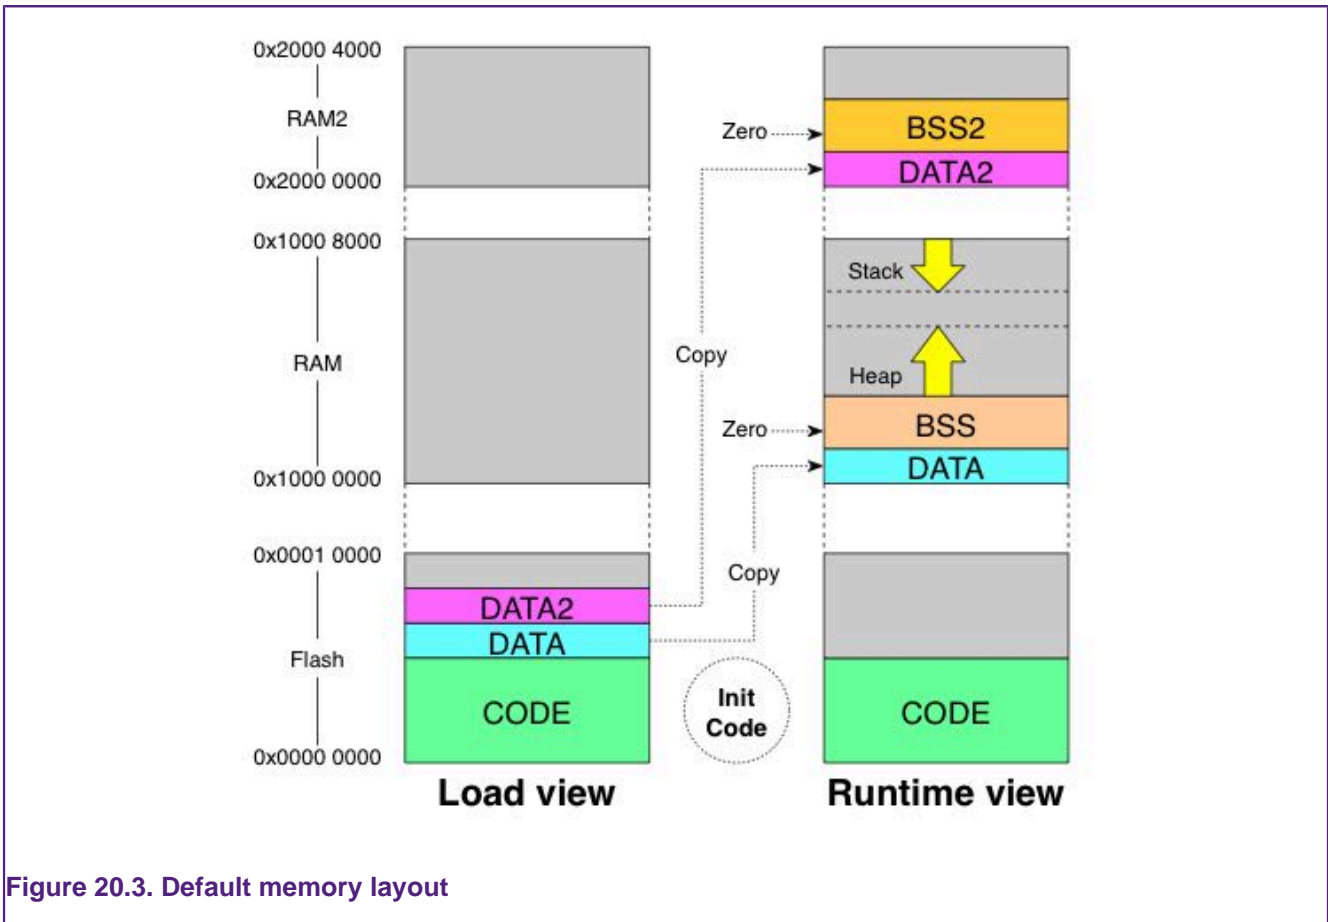 0x2000 4000
RAM2
0x2000 0000
0x1000 8000
RAM
0x1000 0000
0x0001 0000
Flash
0x0000 0000
DATA2
DATA
CODE
Load view
Zero
Copy
Zero
Copy
Init
Code
BSS2
DATA2
Stack
Heap
BSS
DATA
CODE
Runtime view
Figure 20.3. Default memory layout